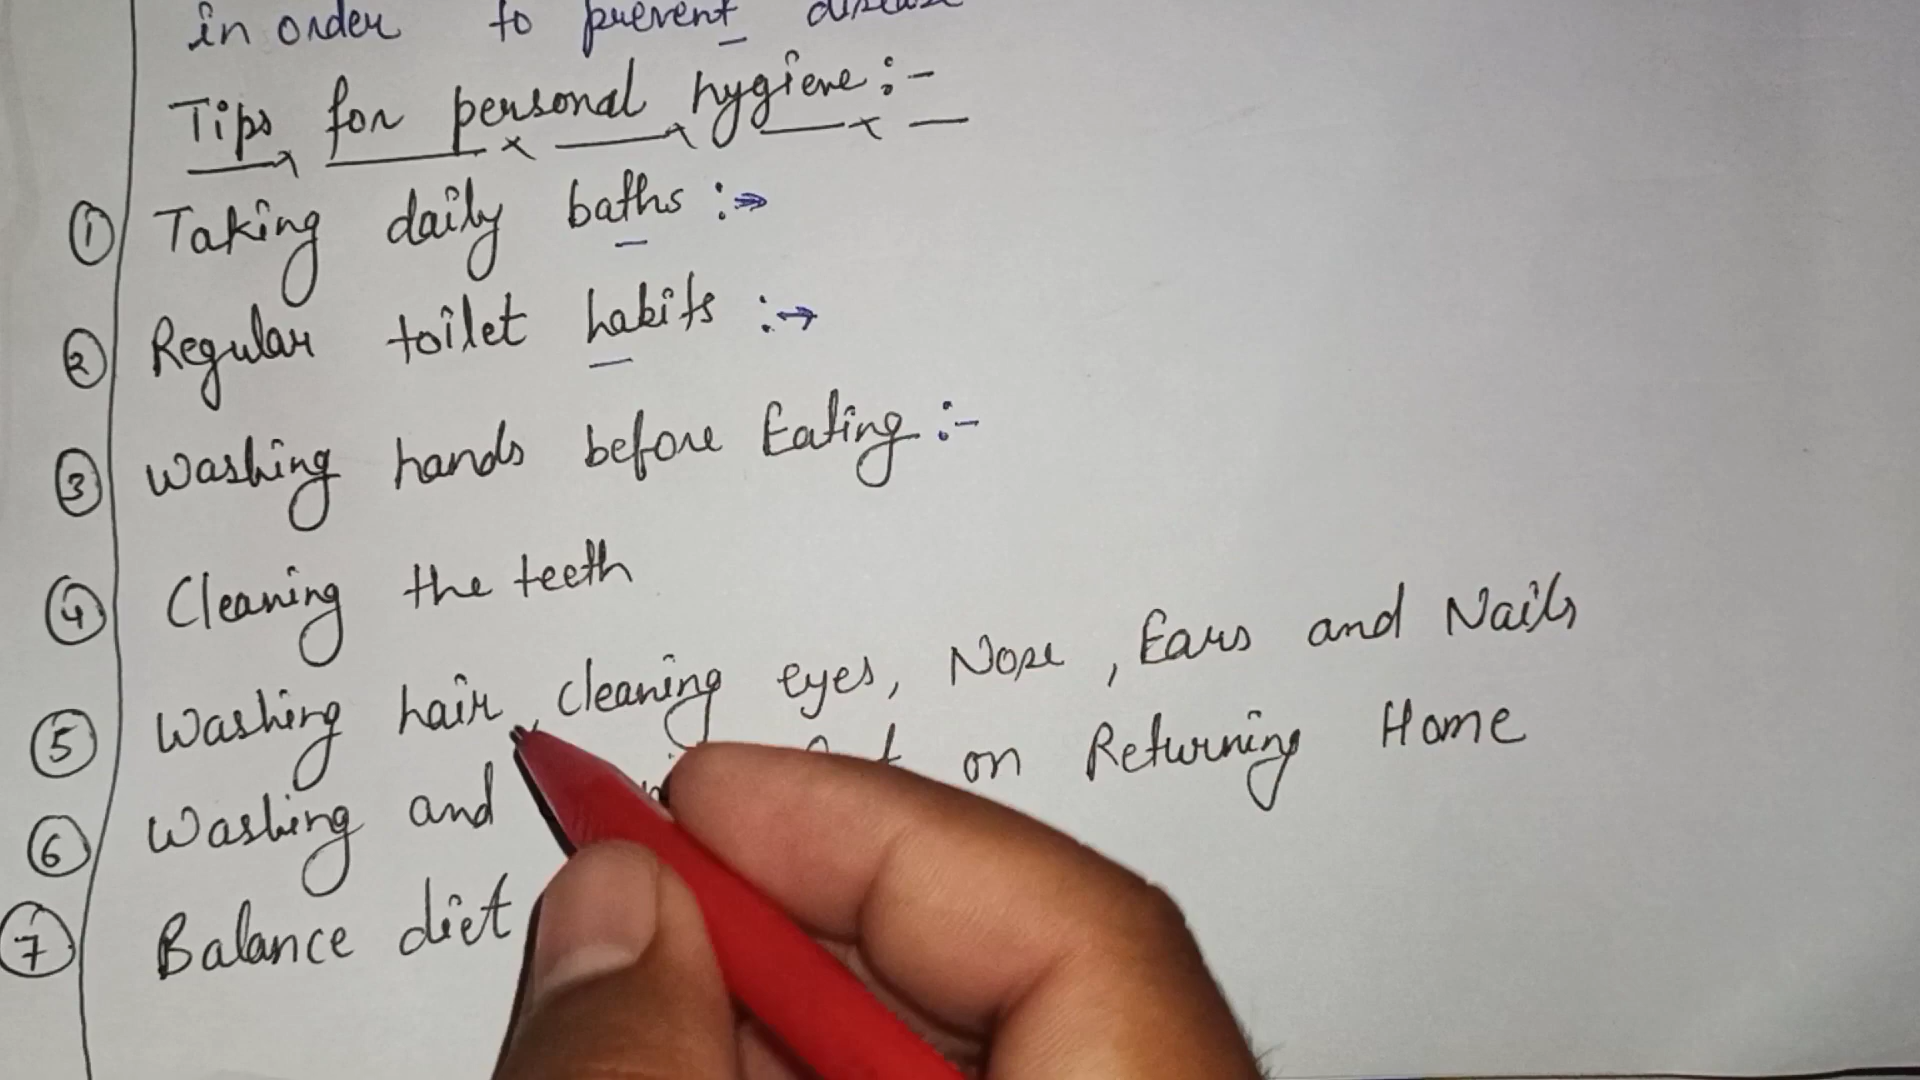 in order to prevent disease
Tips for personal hygiene :-
① Taking daily baths :→
② Regular toilet habits :→
③ Washing hands before Eating :-
④ Cleaning the teeth
⑤ Washing hair, cleaning eyes, Nose, Ears and Nails
⑥ Washing and on Returning Home
⑦ Balance diet